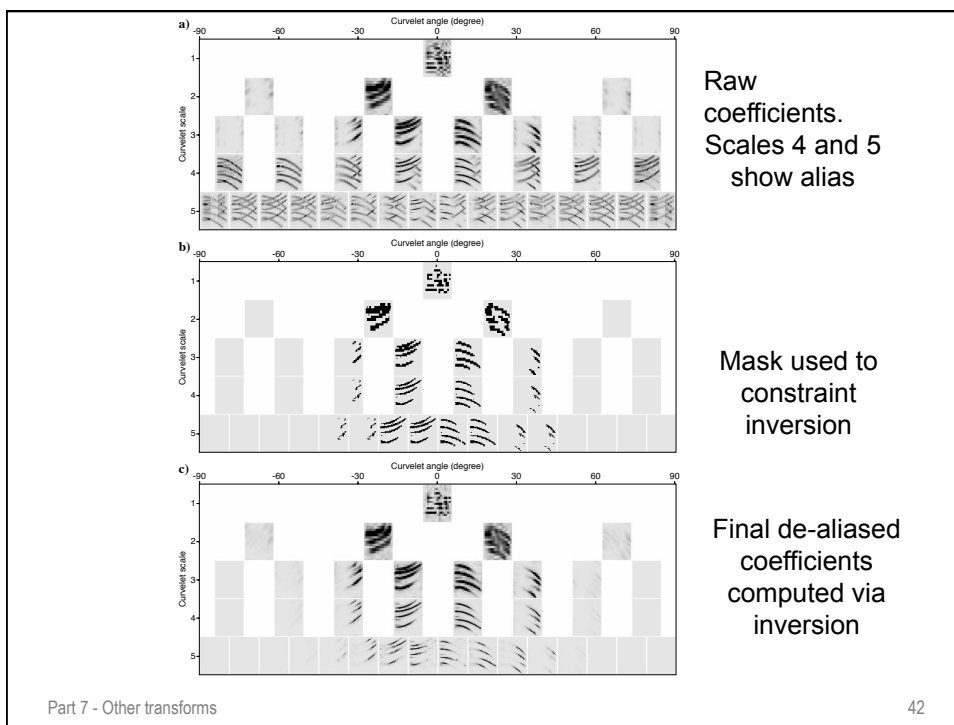 a)
Curvelet angle (degree)
-90 -60 -30 0 30 60 90
Curvelet scale
1
2
3
4
5
Raw
coefficients.
Scales 4 and 5
show alias
b)
Curvelet angle (degree)
-90 -60 -30 0 30 60 90
Curvelet scale
1
2
3
4
5
Mask used to
constraint
inversion
c)
Curvelet angle (degree)
-90 -60 -30 0 30 60 90
Curvelet scale
1
2
3
4
5
Final de-aliased
coefficients
computed via
inversion
Part 7 - Other transforms 42